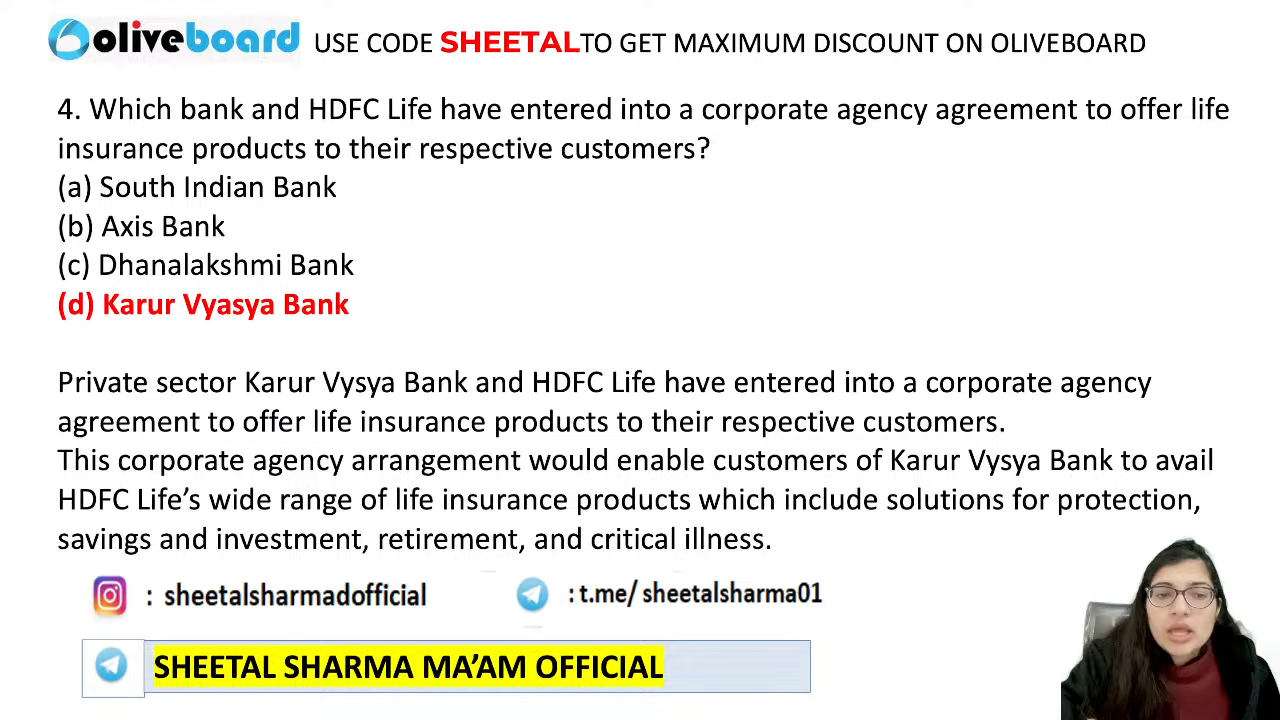 oliveboard USE CODE SHEETAL TO GET MAXIMUM DISCOUNT ON OLIVEBOARD
4. Which bank and HDFC Life have entered into a corporate agency agreement to offer life
insurance products to their respective customers?
(a) South Indian Bank
(b) Axis Bank
(c) Dhanalakshmi Bank
(d) Karur Vyasya Bank
Private sector Karur Vysya Bank and HDFC Life have entered into a corporate agency
agreement to offer life insurance products to their respective customers.
This corporate agency arrangement would enable customers of Karur Vysya Bank to avail
HDFC Life’s wide range of life insurance products which include solutions for protection,
savings and investment, retirement, and critical illness.
: sheetalsharmadofficial : t.me/ sheetalsharma01
SHEETAL SHARMA MA’AM OFFICIAL